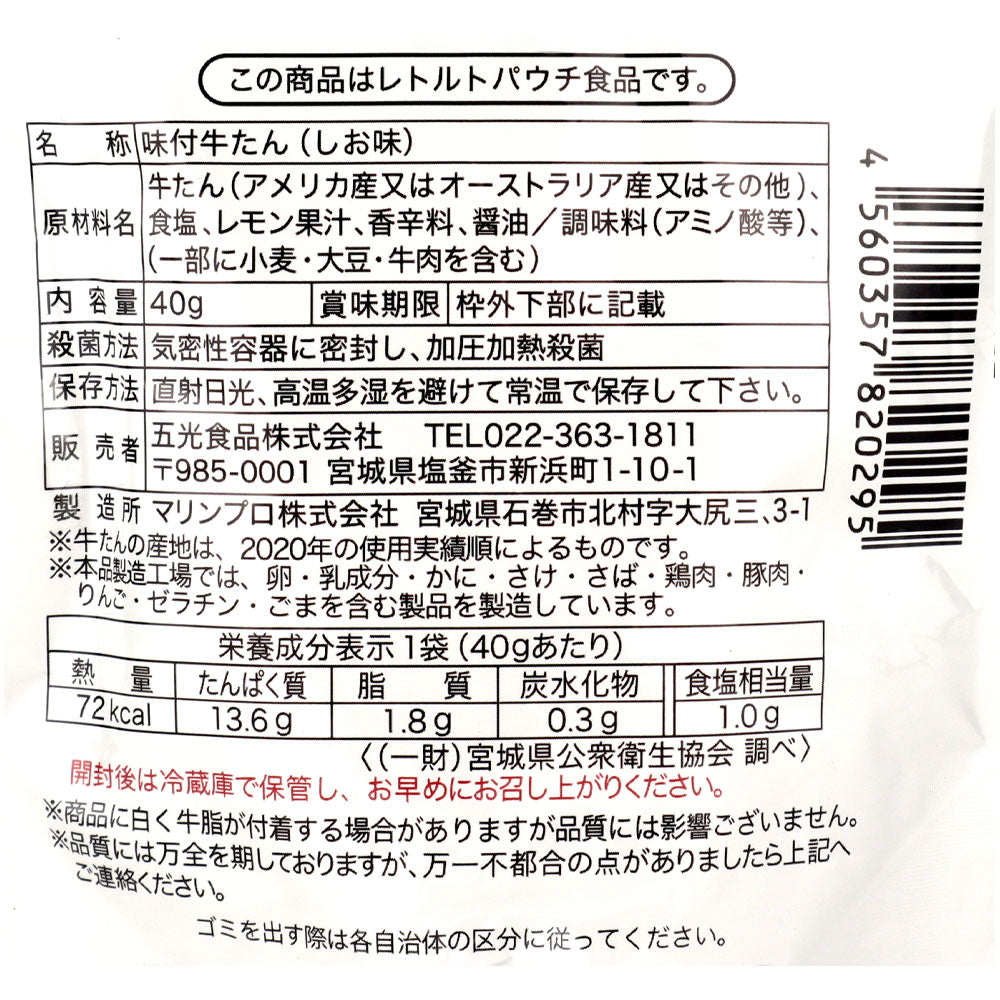 この商品はレトルトパウチ食品です。
名 称 味付牛たん(しお味)
原材料名 牛たん(アメリカ産又はオーストラリア産又はその他)、
食塩、レモン果汁、香辛料、醤油／調味料(アミノ酸等)、
(一部に小麦・大豆・牛肉を含む)
内容量 40g 賞味期限 枠外下部に記載
殺菌方法 気密性容器に密封し、加圧加熱殺菌
保存方法 直射日光、高温多湿を避けて常温で保存して下さい。
販売者 五光食品株式会社 TEL022-363-1811
〒985-0001 宮城県塩釜市新浜町1-10-1
製造所 マリンプロ株式会社 宮城県石巻市北村字大尻三、3-1
※牛たんの産地は、2020年の使用実績順によるものです。
※本品製造工場では、卵・乳成分・かに・さけ・さば・鶏肉・豚肉・
りんご・ゼラチン・ごまを含む製品を製造しています。
栄養成分表示 1袋(40gあたり)
熱 量 たんぱく質 脂 質 炭水化物 食塩相当量
72kcal 13.6g 1.8g 0.3g 1.0g
〈(一財)宮城県公衆衛生協会 調べ〉
開封後は冷蔵庫で保管し、お早めにお召し上がりください。
※商品に白く牛脂が付着する場合がありますが品質には影響ございません。
※品質には万全を期しておりますが、万一不都合の点がありましたら上記へ
ご連絡ください。
ゴミを出す際は各自治体の区分に従ってください。
4560357820295